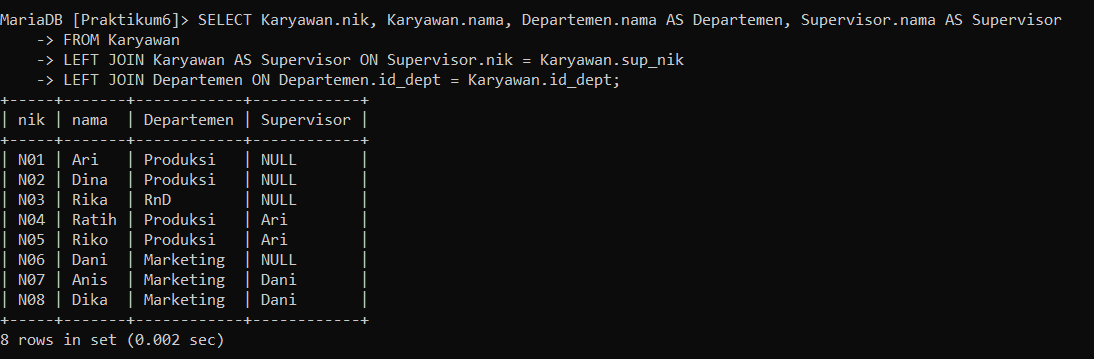 MariaDB [Praktikum6]> SELECT Karyawan.nik, Karyawan.nama, Departemen.nama AS Departemen, Supervisor.nama AS Supervisor
    -> FROM Karyawan
    -> LEFT JOIN Karyawan AS Supervisor ON Supervisor.nik = Karyawan.sup_nik
    -> LEFT JOIN Departemen ON Departemen.id_dept = Karyawan.id_dept;
+-----+-------+------------+------------+
| nik | nama  | Departemen | Supervisor |
+-----+-------+------------+------------+
| N01 | Ari   | Produksi   | NULL       |
| N02 | Dina  | Produksi   | NULL       |
| N03 | Rika  | RnD        | NULL       |
| N04 | Ratih | Produksi   | Ari        |
| N05 | Riko  | Produksi   | Ari        |
| N06 | Dani  | Marketing  | NULL       |
| N07 | Anis  | Marketing  | Dani       |
| N08 | Dika  | Marketing  | Dani       |
+-----+-------+------------+------------+
8 rows in set (0.002 sec)